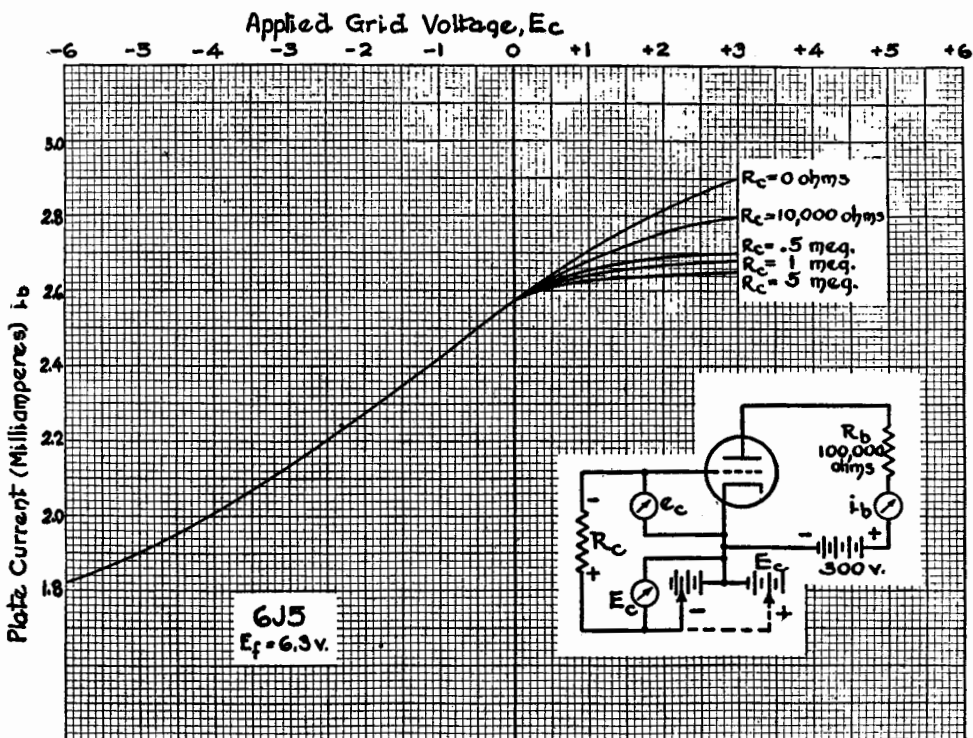 Applied Grid Voltage, Ec
-6 -5 -4 -3 -2 -1 0 +1 +2 +3 +4 +5 +6
Plate Current (Milliamperes) ib
3.0
2.8
2.6
2.4
2.2
2.0
1.8
Rc=0 ohms
Rc=10,000 ohms
Rc= .5 meg.
Rc= 1 meg.
Rc= 5 meg.
6J5
Ef=6.3v.
Rb
100,000
ohms
ec
ib
-
Rc
+
- +
300 v.
Ec
Ec
-
+